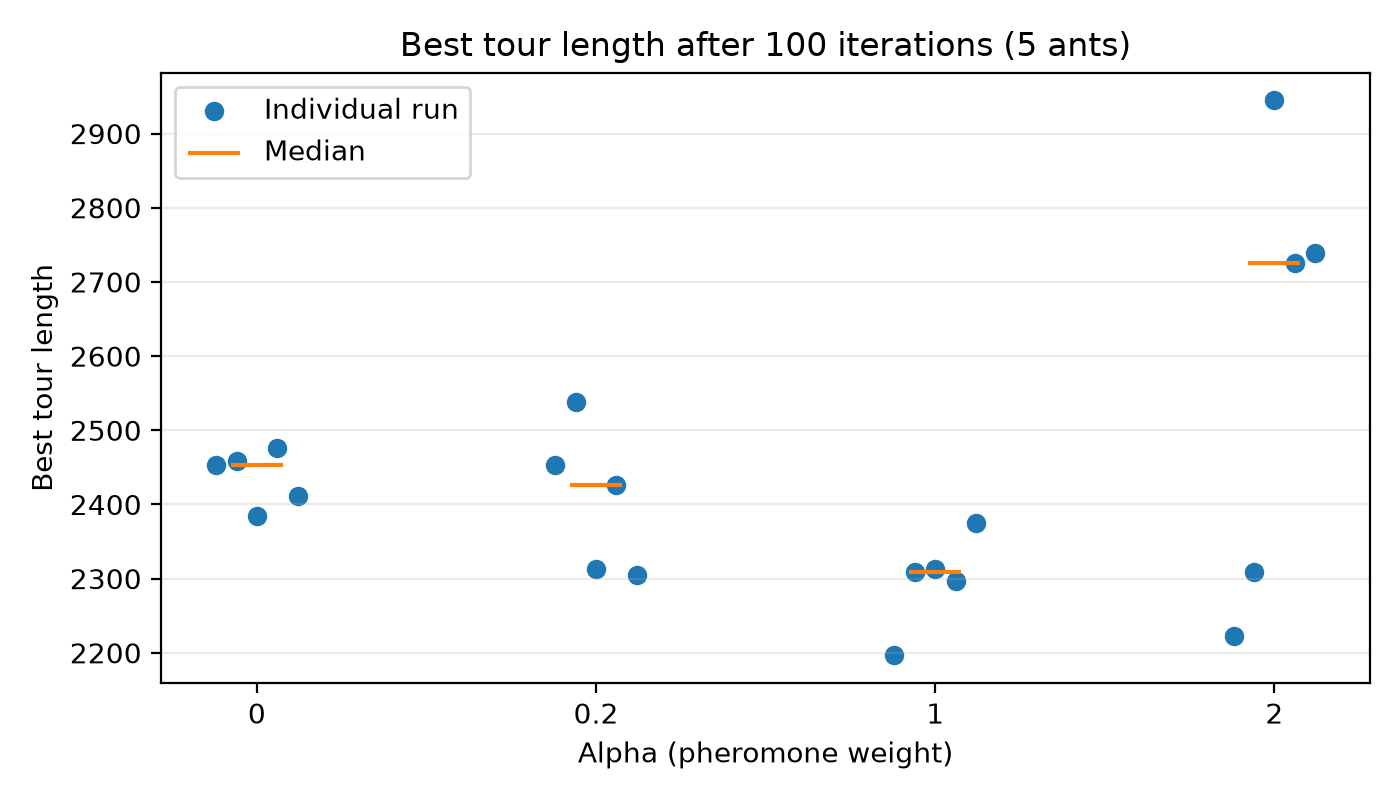 Best tour length after 100 iterations (5 ants)
Individual run
Median
Best tour length
2900
2800
2700
2600
2500
2400
2300
2200
0 0.2 1 2
Alpha (pheromone weight)